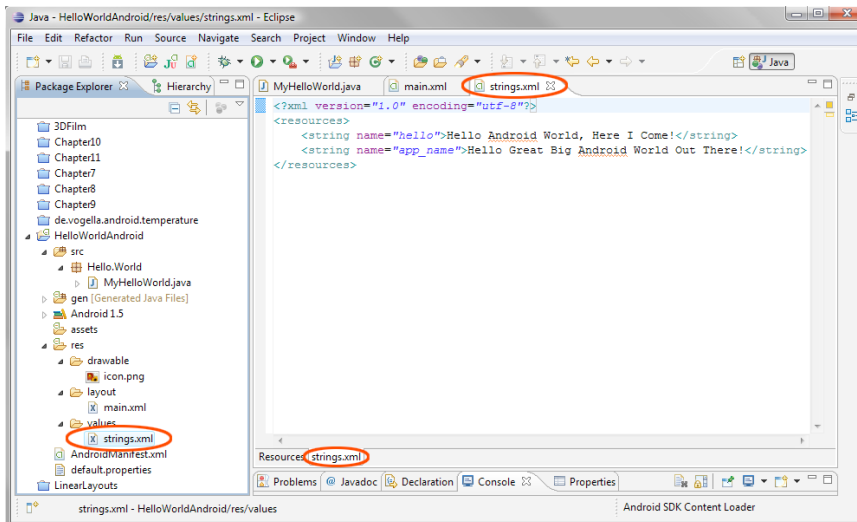 Java - HelloWorldAndroid/res/values/strings.xml - Eclipse
File Edit Refactor Run Source Navigate Search Project Window Help
Java
Package Explorer Hierarchy
MyHelloWorld.java main.xml strings.xml
3DFilm
Chapter10
Chapter11
Chapter7
Chapter8
Chapter9
de.vogella.android.temperature
HelloWorldAndroid
src
Hello.World
MyHelloWorld.java
gen [Generated Java Files]
Android 1.5
assets
res
drawable
icon.png
layout
main.xml
values
strings.xml
AndroidManifest.xml
default.properties
LinearLayouts
<?xml version="1.0" encoding="utf-8"?>
<resources>
<string name="hello">Hello Android World, Here I Come!</string>
<string name="app_name">Hello Great Big Android World Out There!</string>
</resources>
Resources strings.xml
Problems Javadoc Declaration Console Properties
strings.xml - HelloWorldAndroid/res/values
Android SDK Content Loader